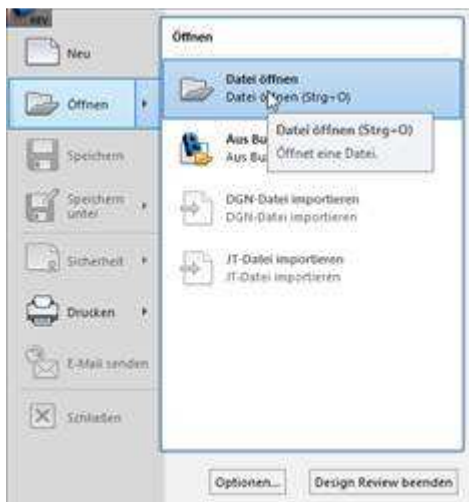 Neu
Öffnen
Speichern
Speichern
unter
Sicherheit
Drucken
E-Mail senden
Schließen
Öffnen
Datei öffnen
Datei öffnen (Strg+O)
Datei öffnen (Strg+O)
Öffnet eine Datei.
Aus Bu
Aus Bu
DGN-Datei importieren
DGN-Datei importieren
JT-Datei importieren
JT-Datei importieren
Optionen...
Design Review beenden